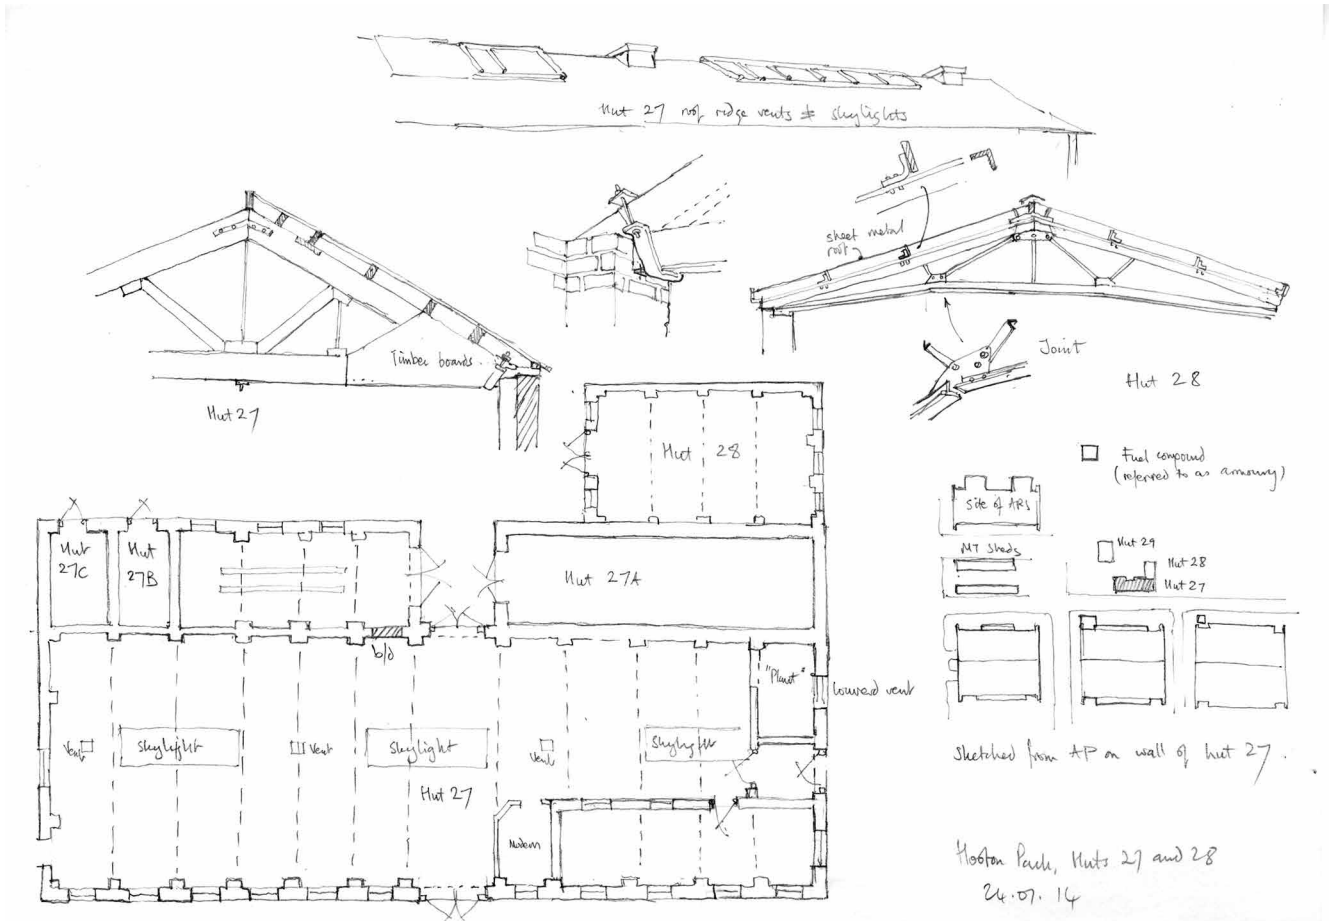 Hut 27 roof ridge vents & skylights
sheet metal
roof
Timber boards
Hut 27
Joint
Hut 28
Hut 28
Fuel compound
(referred to as armoury)
Site of ARS
MT Sheds
Hut 29
Hut 28
Hut 27
Hut
27C
Hut
27B
Hut 27A
b/d
"Plant"
louvered vent
Vent
Skylight
Vent
Skylight
Vent
Skylight
Hut 27
Modern
Sketched from AP on wall of hut 27.
Hooton Park, Huts 27 and 28
24.07.14